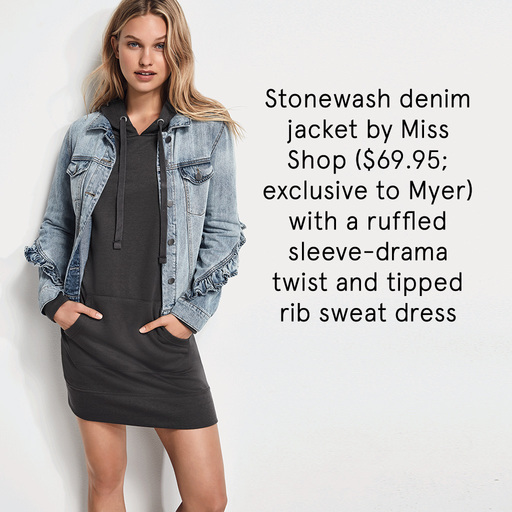 Stonewash denim
jacket by Miss
Shop ($69.95;
exclusive to Myer)
with a ruffled
sleeve-drama
twist and tipped
rib sweat dress